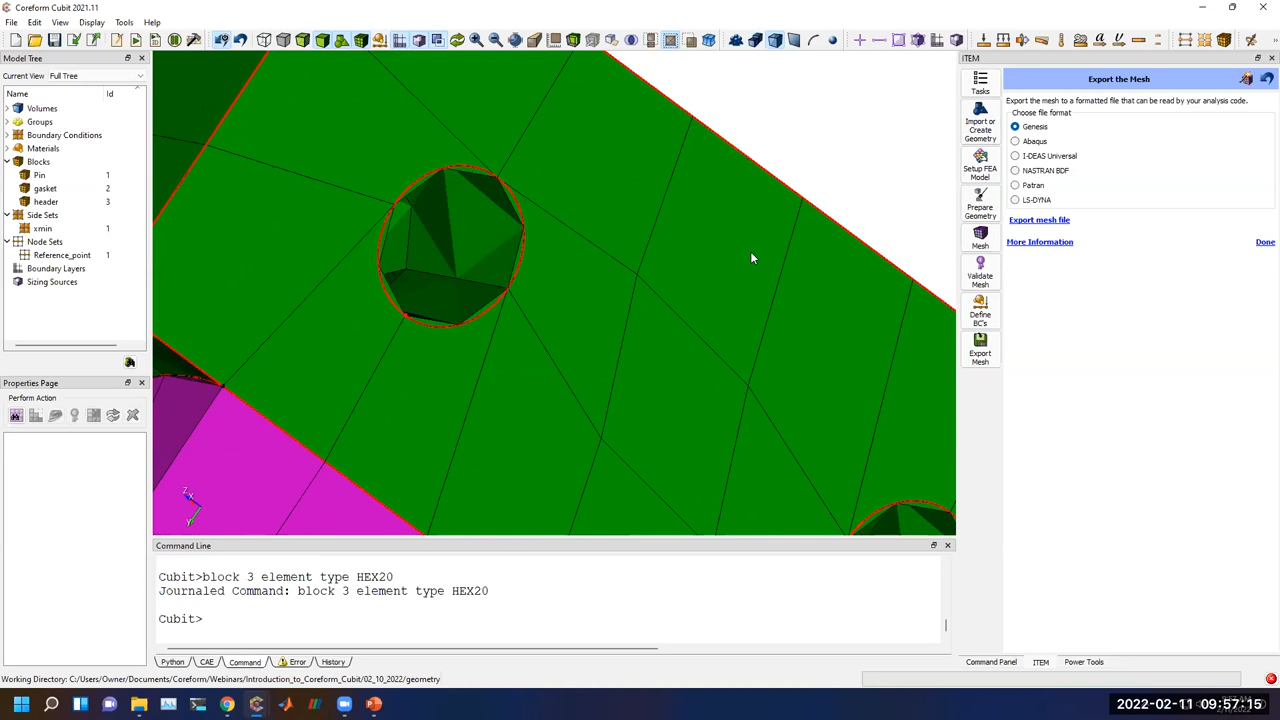 Coreform Cubit 2021.11
File Edit View Display Tools Help
Model Tree
Current View Full Tree
Name Id
Volumes
Groups
Boundary Conditions
Materials
Blocks
Pin 1
gasket 2
header 3
Side Sets
xmin 1
Node Sets
Reference_point 1
Boundary Layers
Sizing Sources
Properties Page
Perform Action
Z X
Y
Command Line
Cubit>block 3 element type HEX20
Journaled Command: block 3 element type HEX20
Cubit>
Python CAE Command Error History
Working Directory: C:/Users/Owner/Documents/Coreform/Webinars/Introduction_to_Coreform_Cubit/02_10_2022/geometry
ITEM
Tasks
Import or
Create
Geometry
Setup FEA
Model
Prepare
Geometry
Mesh
Validate
Mesh
Define
BC's
Export
Mesh
Export the Mesh
Export the mesh to a formatted file that can be read by your analysis code.
Choose file format
Genesis
Abaqus
I-DEAS Universal
NASTRAN BDF
Patran
LS-DYNA
Export mesh file
More Information Done
Command Panel ITEM Power Tools
2022-02-11 09:57:15